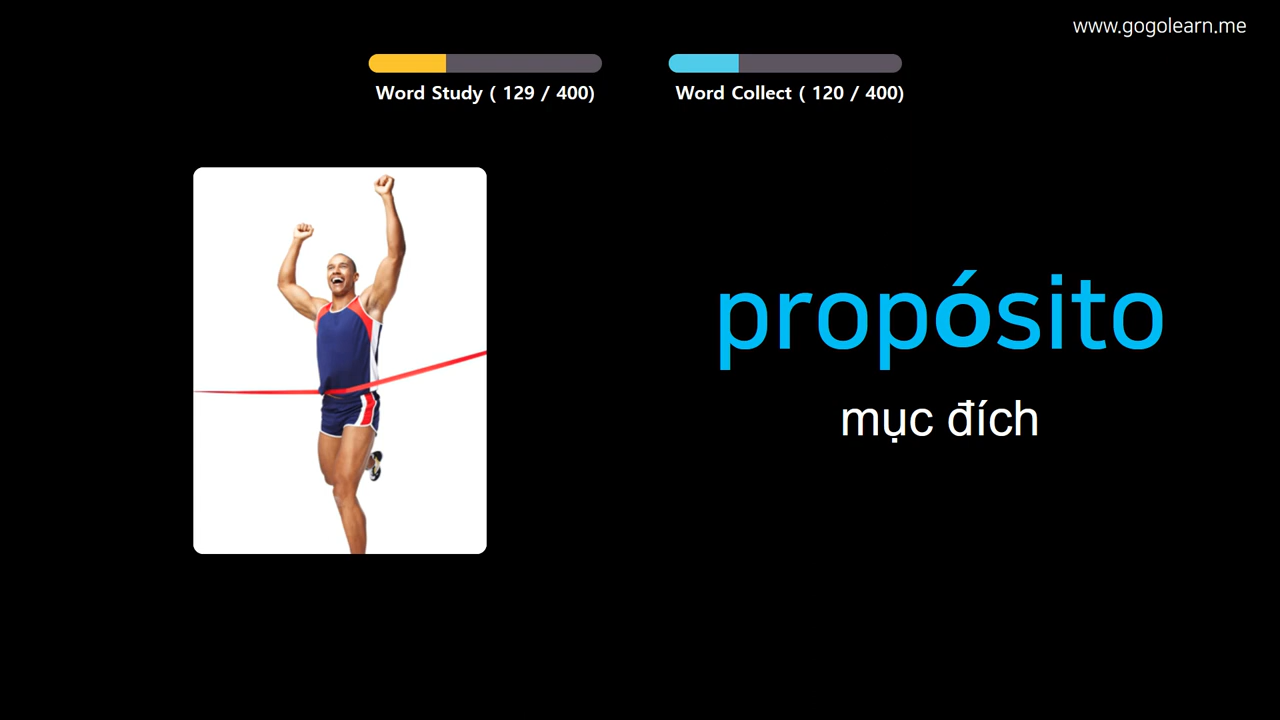 www.gogolearn.me
Word Study ( 129 / 400)
Word Collect ( 120 / 400)
propósito
mục đích